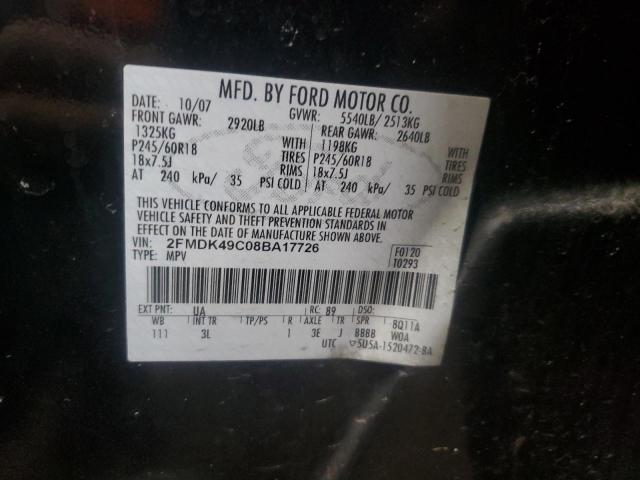 MFD. BY FORD MOTOR CO.
DATE: 10/07 GVWR: 5540LB/ 2513KG
FRONT GAWR: 2920LB REAR GAWR: 2640LB
1325KG WITH 1198KG WITH
P245/60R18 TIRES P245/60R18 TIRES
18x7.5J RIMS 18x7.5J RIMS
AT 240 kPa/ 35 PSI COLD AT 240 kPa/ 35 PSI COLD
THIS VEHICLE CONFORMS TO ALL APPLICABLE FEDERAL MOTOR
VEHICLE SAFETY AND THEFT PREVENTION STANDARDS IN
EFFECT ON THE DATE OF MANUFACTURE SHOWN ABOVE.
VIN: 2FMDK49C08BA17726 F0120
TYPE: MPV T0293
EXT PNT: UA RC: 89 DSO:
WB INT TR TP/PS R AXLE TR SPR 8Q11A
111 3L 1 3E J BBBB WOA
UTC ▽5U5A-1520472-BA